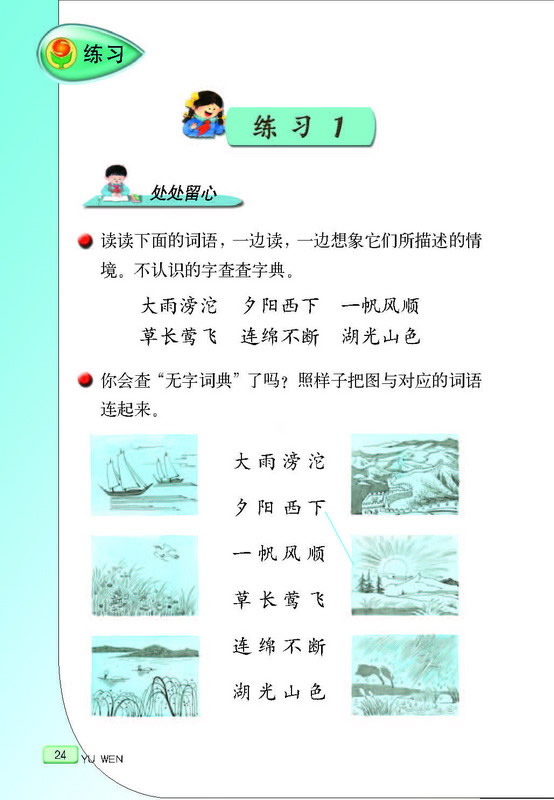 练习
练习1
处处留心
读读下面的词语，一边读，一边想象它们所描述的情
境。不认识的字查查字典。
大雨滂沱 夕阳西下 一帆风顺
草长莺飞 连绵不断 湖光山色
你会查“无字词典”了吗？照样子把图与对应的词语
连起来。
大雨滂沱
夕阳西下
一帆风顺
草长莺飞
连绵不断
湖光山色
24 YU WEN